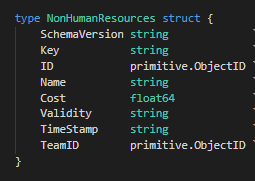 type NonHumanResources struct {
    SchemaVersion string `
    Key           string `
    ID            primitive.ObjectID `
    Name          string `
    Cost          float64 `
    Validity      string `
    TimeStamp     string `
    TeamID        primitive.ObjectID `
}